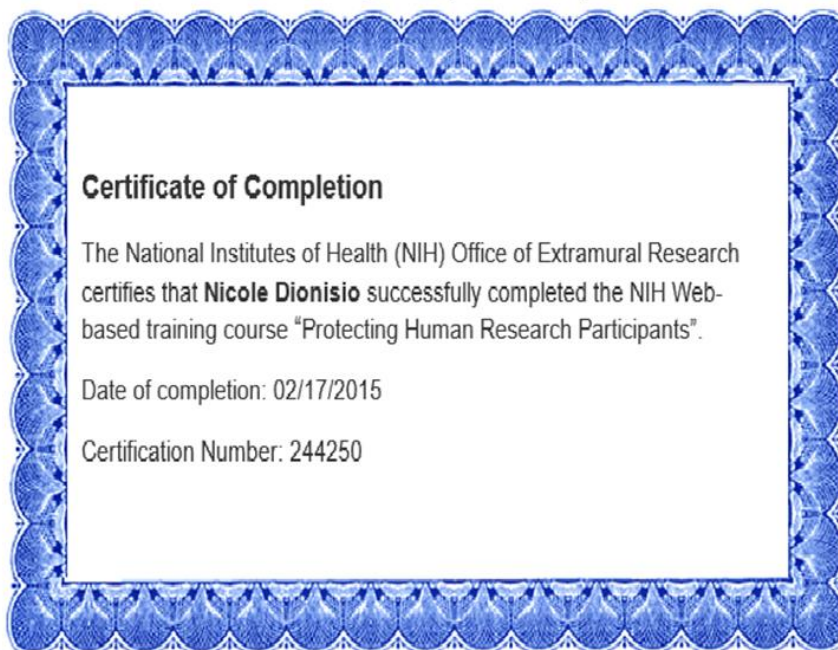 Certificate of Completion
The National Institutes of Health (NIH) Office of Extramural Research
certifies that Nicole Dionisio successfully completed the NIH Web-
based training course “Protecting Human Research Participants”.
Date of completion: 02/17/2015
Certification Number: 244250